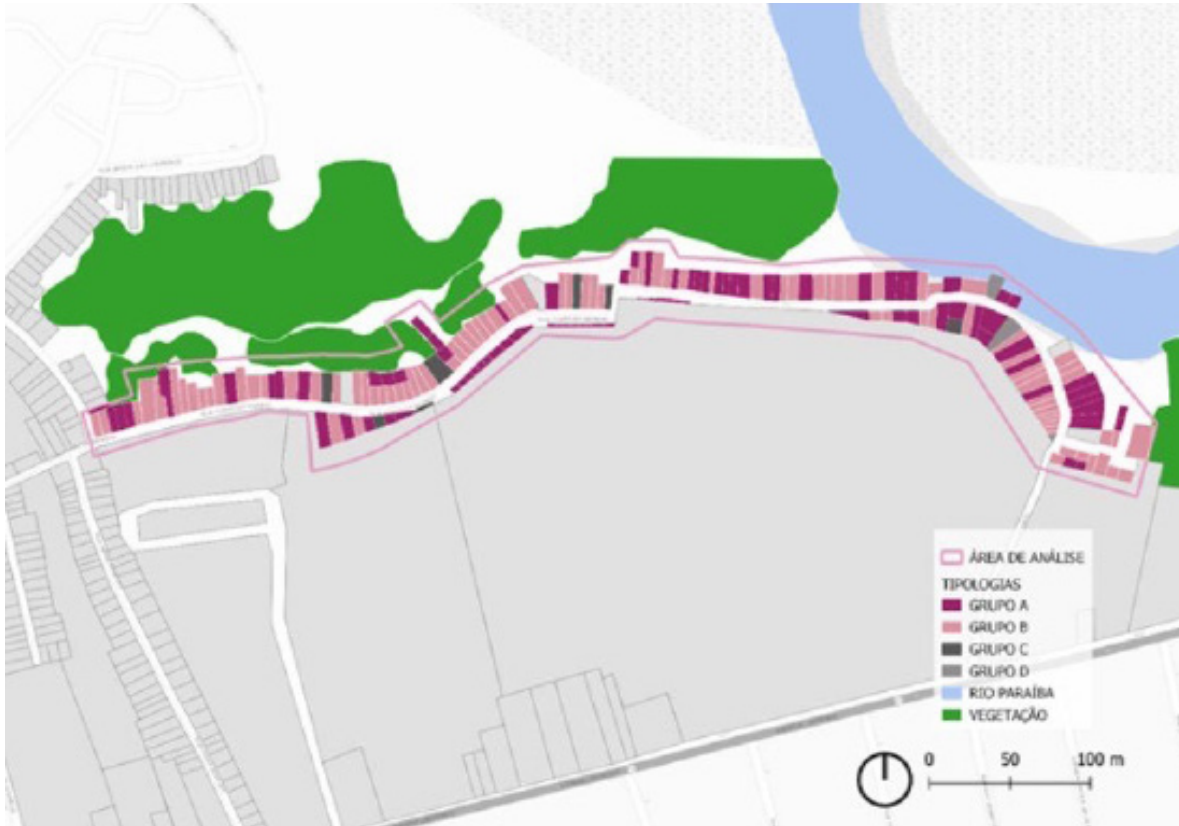 ÁREA DE ANÁLISE
TIPOLOGIAS
GRUPO A
GRUPO B
GRUPO C
GRUPO D
RIO PARAÍBA
VEGETAÇÃO
0 50 100 m